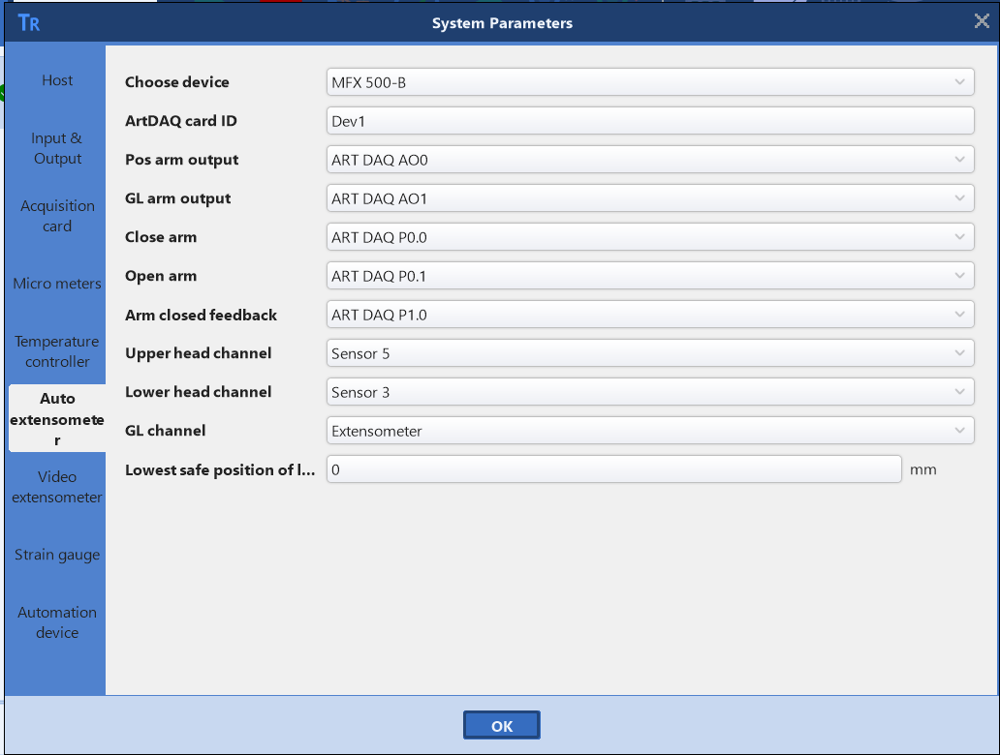 TR
System Parameters
Host
Input &
Output
Acquisition
card
Micro meters
Temperature
controller
Auto
extensomete
r
Video
extensometer
Strain gauge
Automation
device
Choose device MFX 500-B
ArtDAQ card ID Dev1
Pos arm output ART DAQ AO0
GL arm output ART DAQ AO1
Close arm ART DAQ P0.0
Open arm ART DAQ P0.1
Arm closed feedback ART DAQ P1.0
Upper head channel Sensor 5
Lower head channel Sensor 3
GL channel Extensometer
Lowest safe position of l... 0 mm
OK